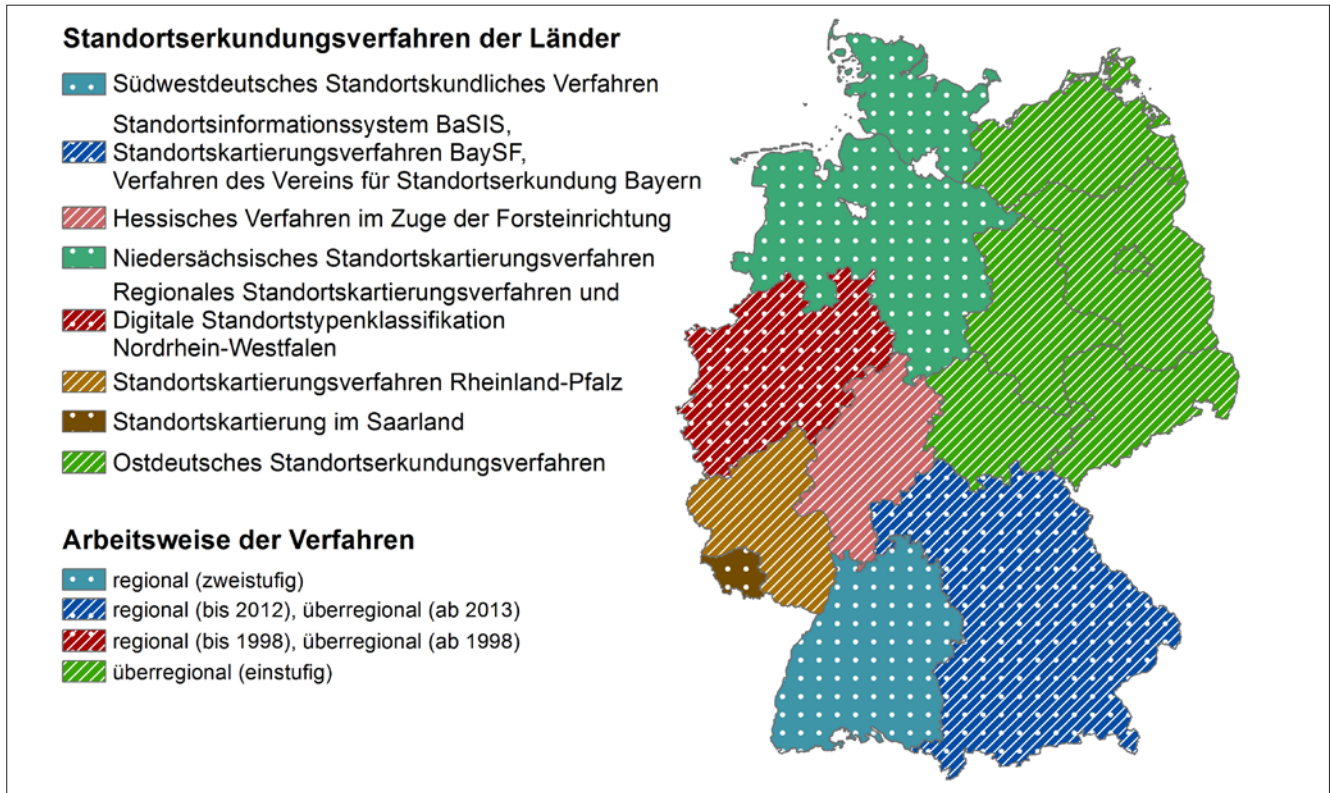 Standortserkundungsverfahren der Länder
Südwestdeutsches Standortskundliches Verfahren
Standortsinformationssystem BaSIS,
Standortskartierungsverfahren BaySF,
Verfahren des Vereins für Standortserkundung Bayern
Hessisches Verfahren im Zuge der Forsteinrichtung
Niedersächsisches Standortskartierungsverfahren
Regionales Standortskartierungsverfahren und
Digitale Standortstypenklassifikation
Nordrhein-Westfalen
Standortskartierungsverfahren Rheinland-Pfalz
Standortskartierung im Saarland
Ostdeutsches Standortserkundungsverfahren
Arbeitsweise der Verfahren
regional (zweistufig)
regional (bis 2012), überregional (ab 2013)
regional (bis 1998), überregional (ab 1998)
überregional (einstufig)